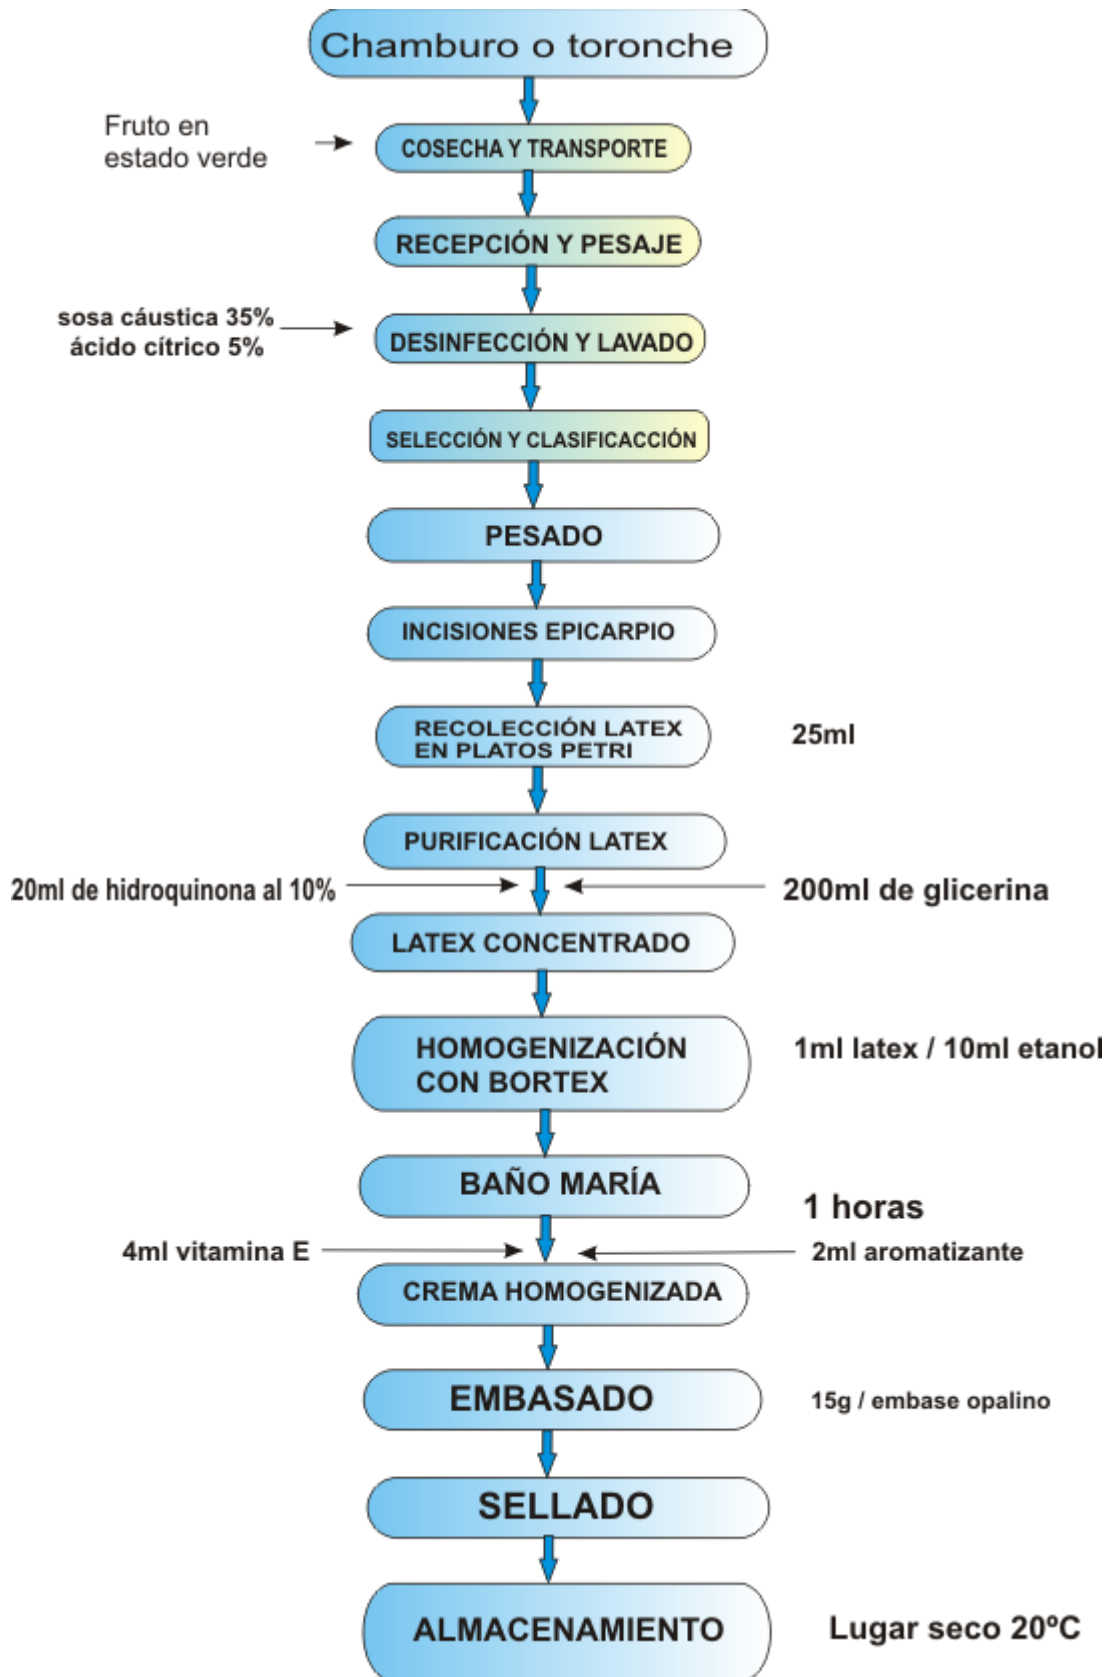 Chamburo o toronche
Fruto en
estado verde
COSECHA Y TRANSPORTE
RECEPCIÓN Y PESAJE
sosa cáustica 35%
ácido cítrico 5%
DESINFECCIÓN Y LAVADO
SELECCIÓN Y CLASIFICACCIÓN
PESADO
INCISIONES EPICARPIO
RECOLECCIÓN LATEX
EN PLATOS PETRI
25ml
PURIFICACIÓN LATEX
20ml de hidroquinona al 10%
200ml de glicerina
LATEX CONCENTRADO
HOMOGENIZACIÓN
CON BORTEX
1ml latex / 10ml etanol
BAÑO MARÍA
1 horas
4ml vitamina E
2ml aromatizante
CREMA HOMOGENIZADA
EMBASADO
15g / embase opalino
SELLADO
ALMACENAMIENTO
Lugar seco 20ºC